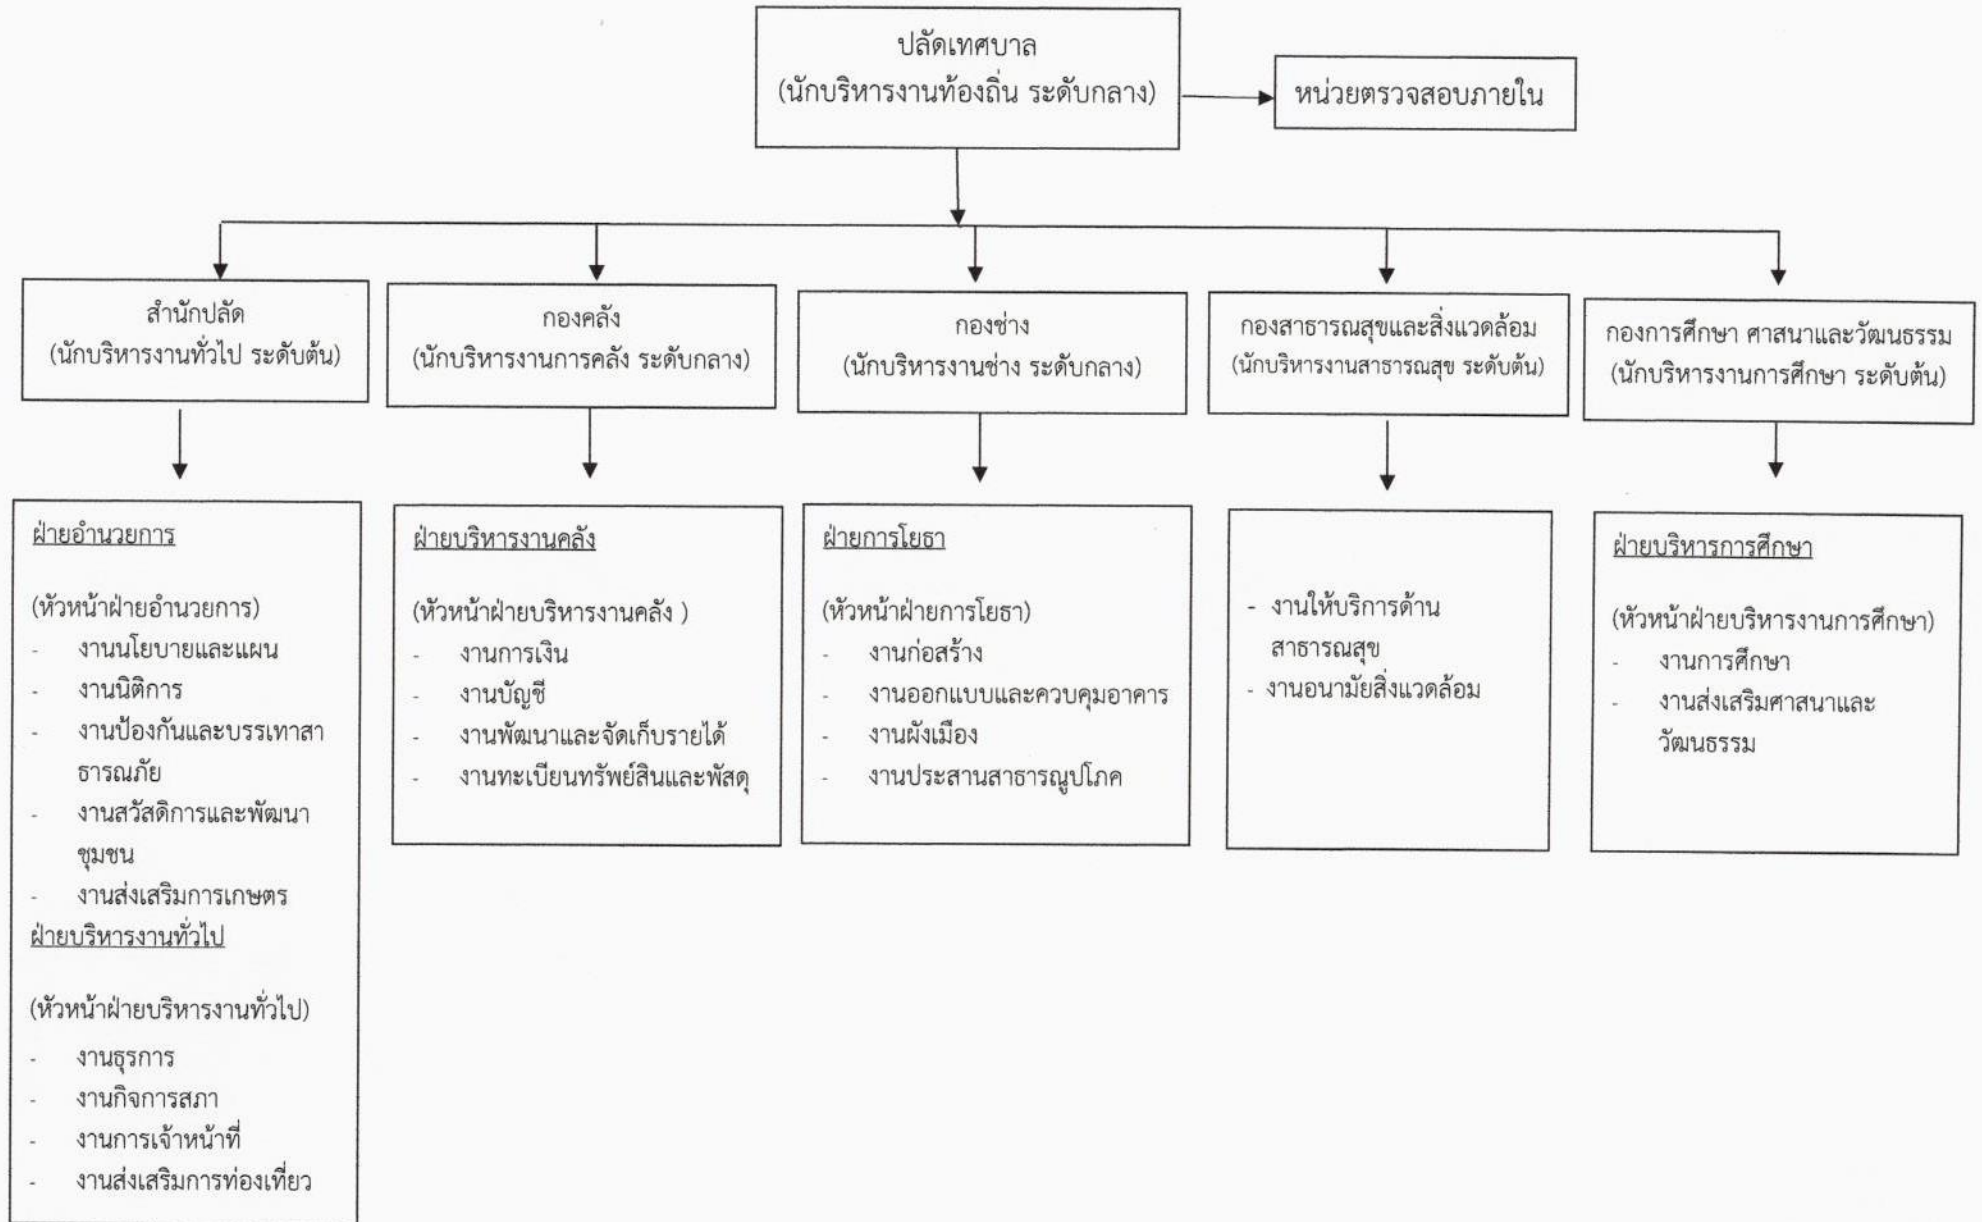 ปลัดเทศบาล
(นักบริหารงานท้องถิ่น ระดับกลาง)
หน่วยตรวจสอบภายใน
สำนักปลัด
(นักบริหารงานทั่วไป ระดับต้น)
กองคลัง
(นักบริหารงานการคลัง ระดับกลาง)
กองช่าง
(นักบริหารงานช่าง ระดับกลาง)
กองสาธารณสุขและสิ่งแวดล้อม
(นักบริหารงานสาธารณสุข ระดับต้น)
กองการศึกษา ศาสนาและวัฒนธรรม
(นักบริหารงานการศึกษา ระดับต้น)
ฝ่ายอำนวยการ
(หัวหน้าฝ่ายอำนวยการ)
- งานนโยบายและแผน
- งานนิติการ
- งานป้องกันและบรรเทาสา
ธารณภัย
- งานสวัสดิการและพัฒนา
ชุมชน
- งานส่งเสริมการเกษตร
ฝ่ายบริหารงานทั่วไป
(หัวหน้าฝ่ายบริหารงานทั่วไป)
- งานธุรการ
- งานกิจการสภา
- งานการเจ้าหน้าที่
- งานส่งเสริมการท่องเที่ยว
ฝ่ายบริหารงานคลัง
(หัวหน้าฝ่ายบริหารงานคลัง )
- งานการเงิน
- งานบัญชี
- งานพัฒนาและจัดเก็บรายได้
- งานทะเบียนทรัพย์สินและพัสดุ
ฝ่ายการโยธา
(หัวหน้าฝ่ายการโยธา)
- งานก่อสร้าง
- งานออกแบบและควบคุมอาคาร
- งานผังเมือง
- งานประสานสาธารณูปโภค
- งานให้บริการด้าน
สาธารณสุข
- งานอนามัยสิ่งแวดล้อม
ฝ่ายบริหารการศึกษา
(หัวหน้าฝ่ายบริหารงานการศึกษา)
- งานการศึกษา
- งานส่งเสริมศาสนาและ
วัฒนธรรม